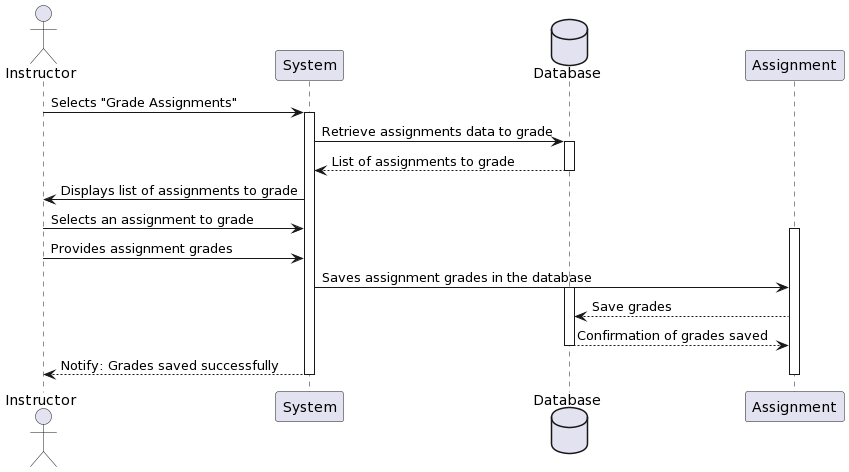 Instructor
System
Database
Assignment
Selects "Grade Assignments"
Retrieve assignments data to grade
List of assignments to grade
Displays list of assignments to grade
Selects an assignment to grade
Provides assignment grades
Saves assignment grades in the database
Save grades
Confirmation of grades saved
Notify: Grades saved successfully
Instructor
System
Database
Assignment